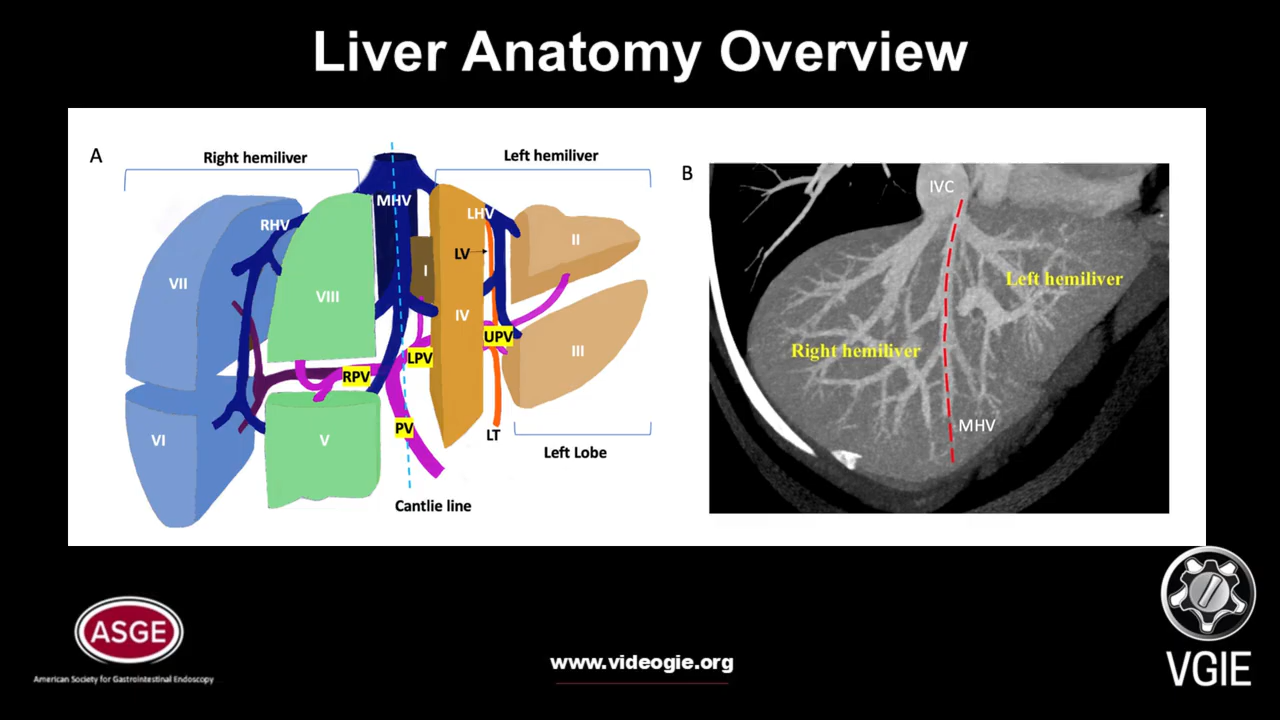 Liver Anatomy Overview
A
Right hemiliver
Left hemiliver
MHV
RHV
LHV
LV
I
II
VII
VIII
IV
III
UPV
LPV
RPV
VI
V
PV
LT
Left Lobe
Cantlie line
B
IVC
Left hemiliver
Right hemiliver
MHV
ASGE
American Society for Gastrointestinal Endoscopy
www.videogie.org
VGIE